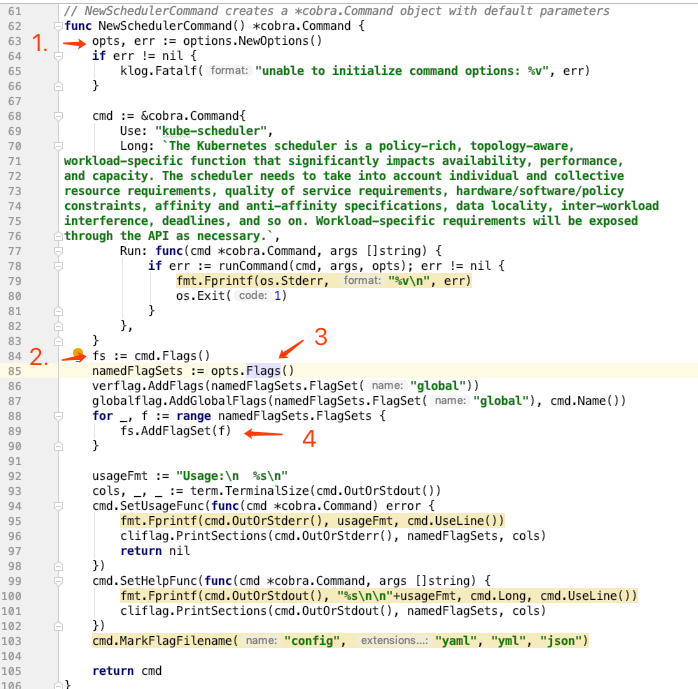 61 // NewSchedulerCommand creates a *cobra.Command object with default parameters
62 func NewSchedulerCommand() *cobra.Command {
1. 63 opts, err := options.NewOptions()
64 if err != nil {
65 klog.Fatalf( format: "unable to initialize command options: %v", err)
66 }
67
68 cmd := &cobra.Command{
69 Use: "kube-scheduler",
70 Long: `The Kubernetes scheduler is a policy-rich, topology-aware,
71 workload-specific function that significantly impacts availability, performance,
72 and capacity. The scheduler needs to take into account individual and collective
73 resource requirements, quality of service requirements, hardware/software/policy
74 constraints, affinity and anti-affinity specifications, data locality, inter-workload
75 interference, deadlines, and so on. Workload-specific requirements will be exposed
76 through the API as necessary.`,
77 Run: func(cmd *cobra.Command, args []string) {
78 if err := runCommand(cmd, args, opts); err != nil {
79 fmt.Fprintf(os.Stderr, format: "%v\n", err)
80 os.Exit( code: 1)
81 }
82 },
83 }
2. 84 fs := cmd.Flags() 3
85 namedFlagSets := opts.Flags()
86 verflag.AddFlags(namedFlagSets.FlagSet( name: "global"))
87 globalflag.AddGlobalFlags(namedFlagSets.FlagSet( name: "global"), cmd.Name())
88 for _, f := range namedFlagSets.FlagSets {
89 fs.AddFlagSet(f) 4
90 }
91
92 usageFmt := "Usage:\n  %s\n"
93 cols, _, _ := term.TerminalSize(cmd.OutOrStdout())
94 cmd.SetUsageFunc(func(cmd *cobra.Command) error {
95 fmt.Fprintf(cmd.OutOrStderr(), usageFmt, cmd.UseLine())
96 cliflag.PrintSections(cmd.OutOrStderr(), namedFlagSets, cols)
97 return nil
98 })
99 cmd.SetHelpFunc(func(cmd *cobra.Command, args []string) {
100 fmt.Fprintf(cmd.OutOrStdout(), "%s\n\n"+usageFmt, cmd.Long, cmd.UseLine())
101 cliflag.PrintSections(cmd.OutOrStdout(), namedFlagSets, cols)
102 })
103 cmd.MarkFlagFilename( name: "config", extensions...: "yaml", "yml", "json")
104
105 return cmd
106 }